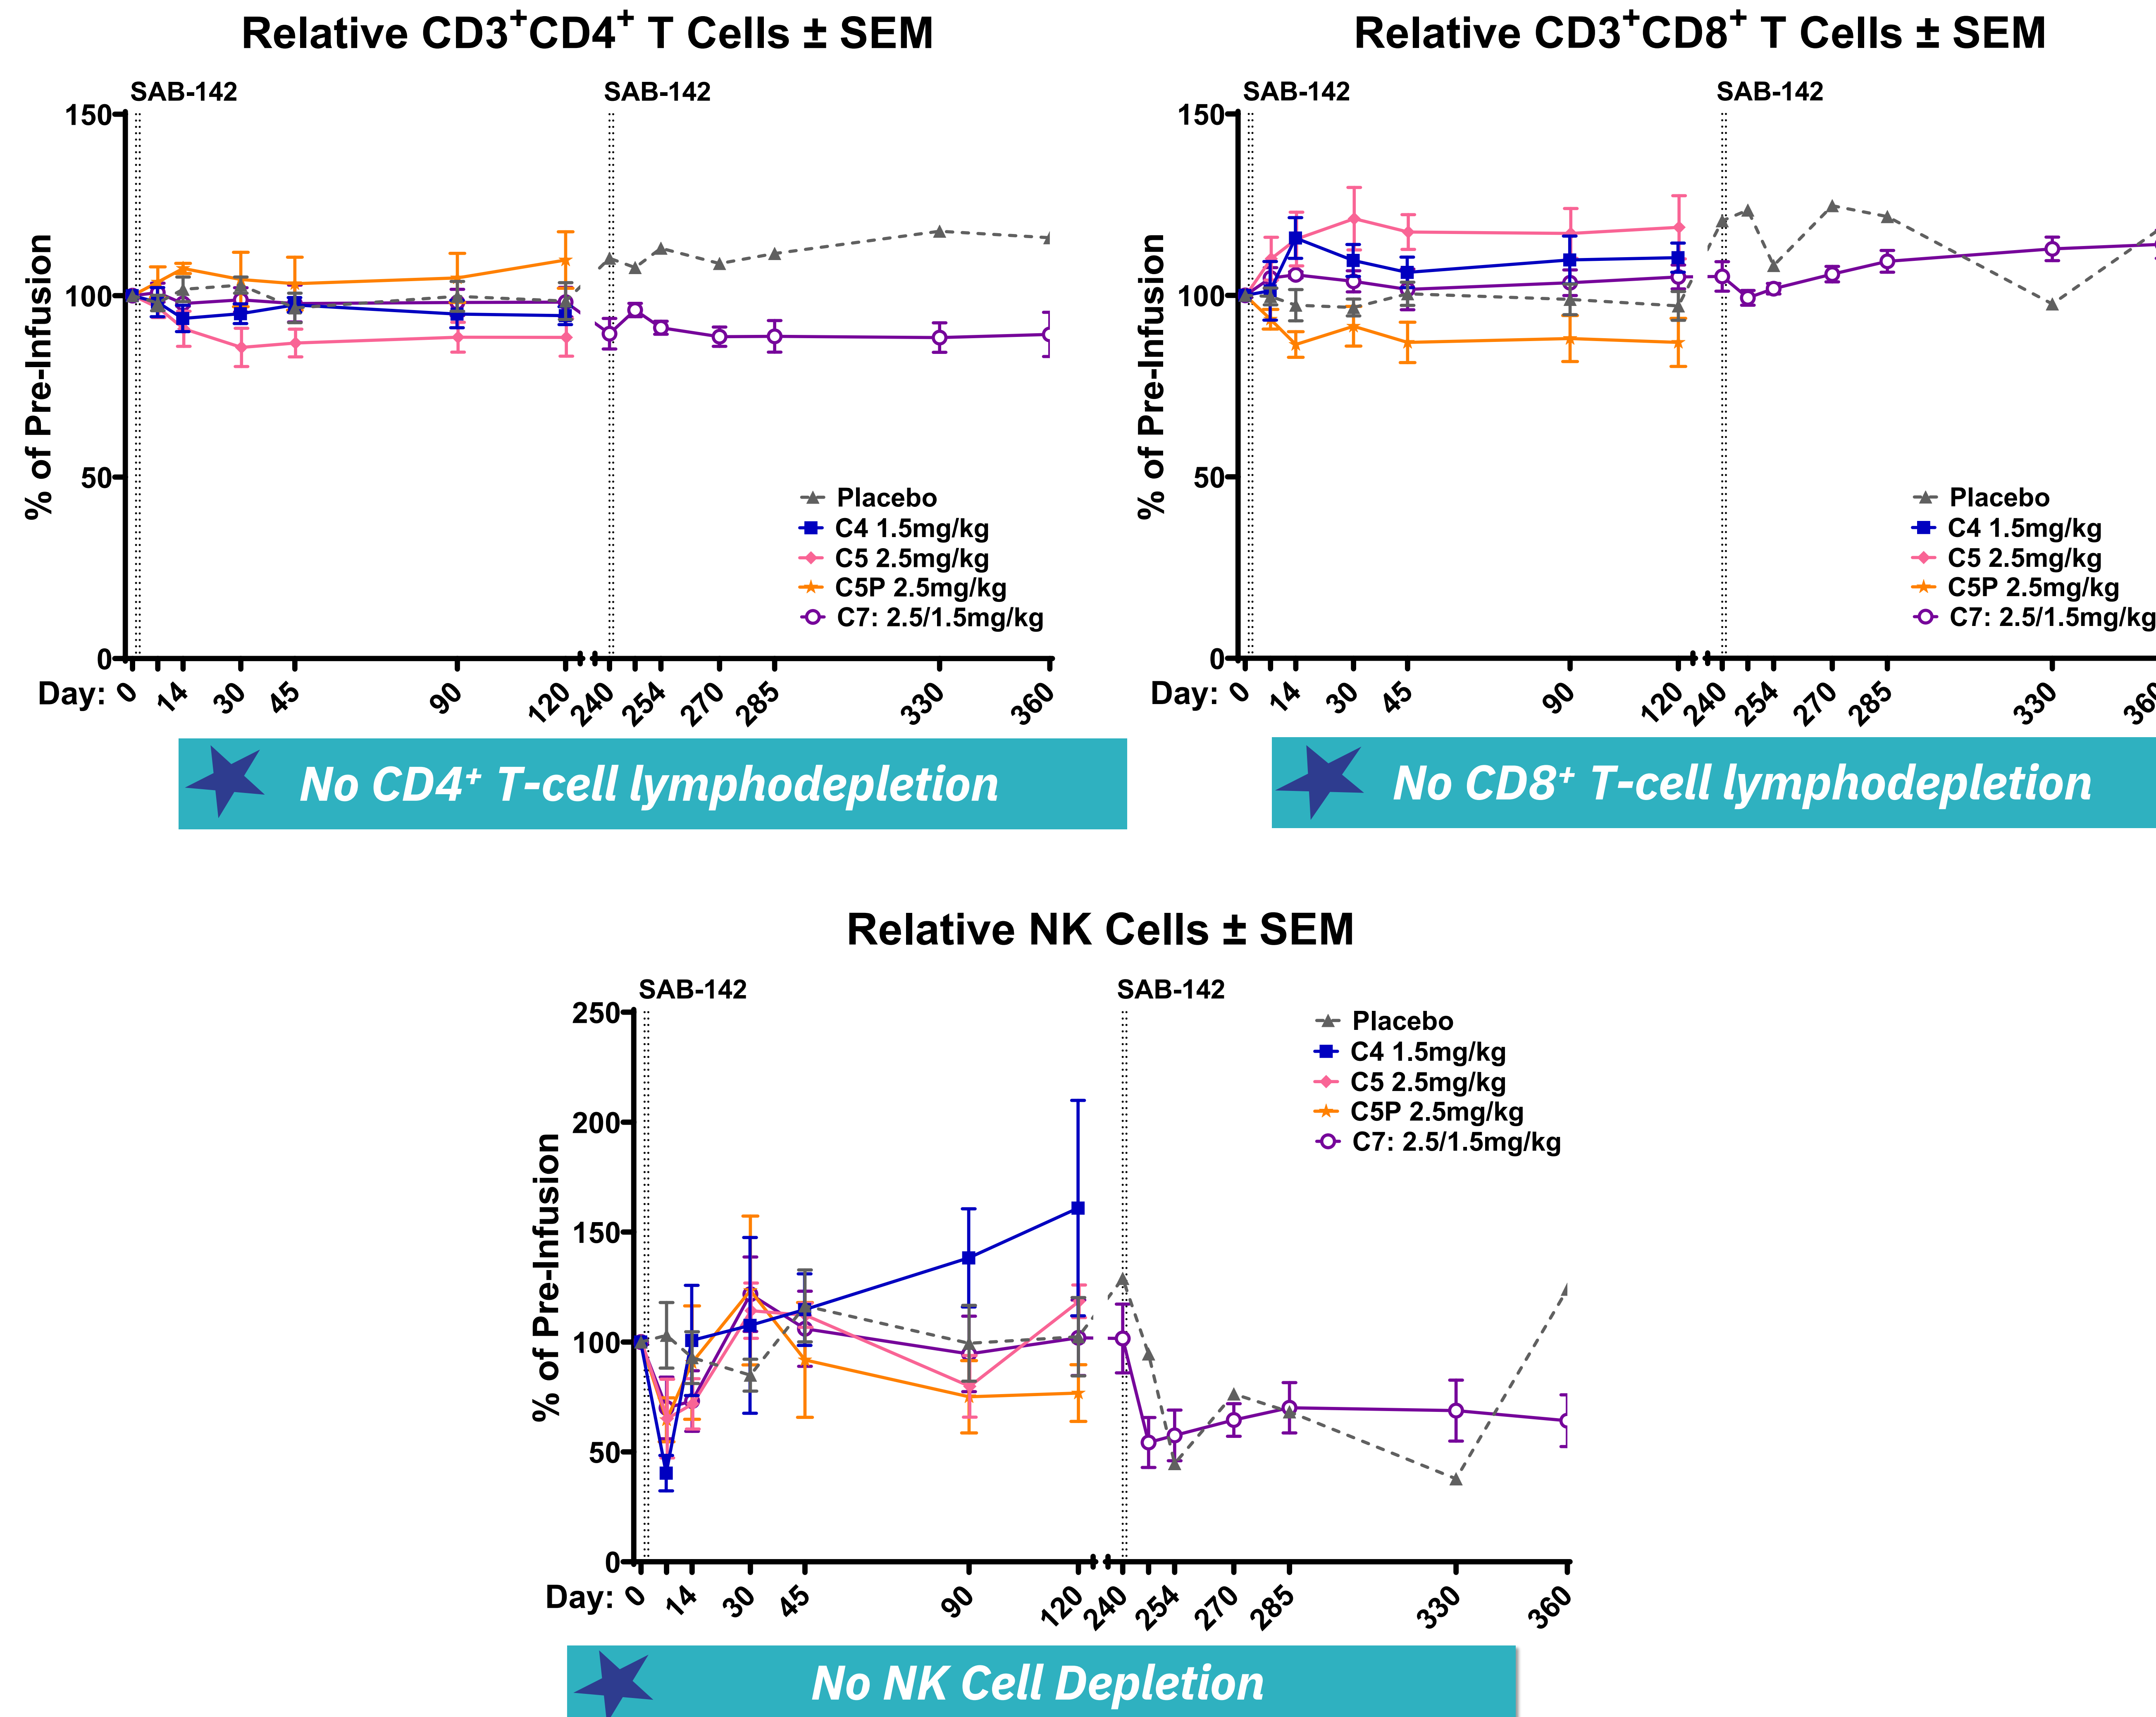 Relative CD3⁺CD4⁺ T Cells ± SEM
SAB-142
SAB-142
% of Pre-Infusion
150
100
50
0
Placebo
C4 1.5mg/kg
C5 2.5mg/kg
C5P 2.5mg/kg
C7: 2.5/1.5mg/kg
Day: 0 14 30 45 90 120 240 254 270 285 330 360
No CD4⁺ T-cell lymphodepletion
Relative CD3⁺CD8⁺ T Cells ± SEM
SAB-142
SAB-142
% of Pre-Infusion
150
100
50
0
Placebo
C4 1.5mg/kg
C5 2.5mg/kg
C5P 2.5mg/kg
C7: 2.5/1.5mg/kg
Day: 0 14 30 45 90 120 240 254 270 285 330 360
No CD8⁺ T-cell lymphodepletion
Relative NK Cells ± SEM
SAB-142
SAB-142
% of Pre-Infusion
250
200
150
100
50
0
Placebo
C4 1.5mg/kg
C5 2.5mg/kg
C5P 2.5mg/kg
C7: 2.5/1.5mg/kg
Day: 0 14 30 45 90 120 240 254 270 285 330 360
No NK Cell Depletion